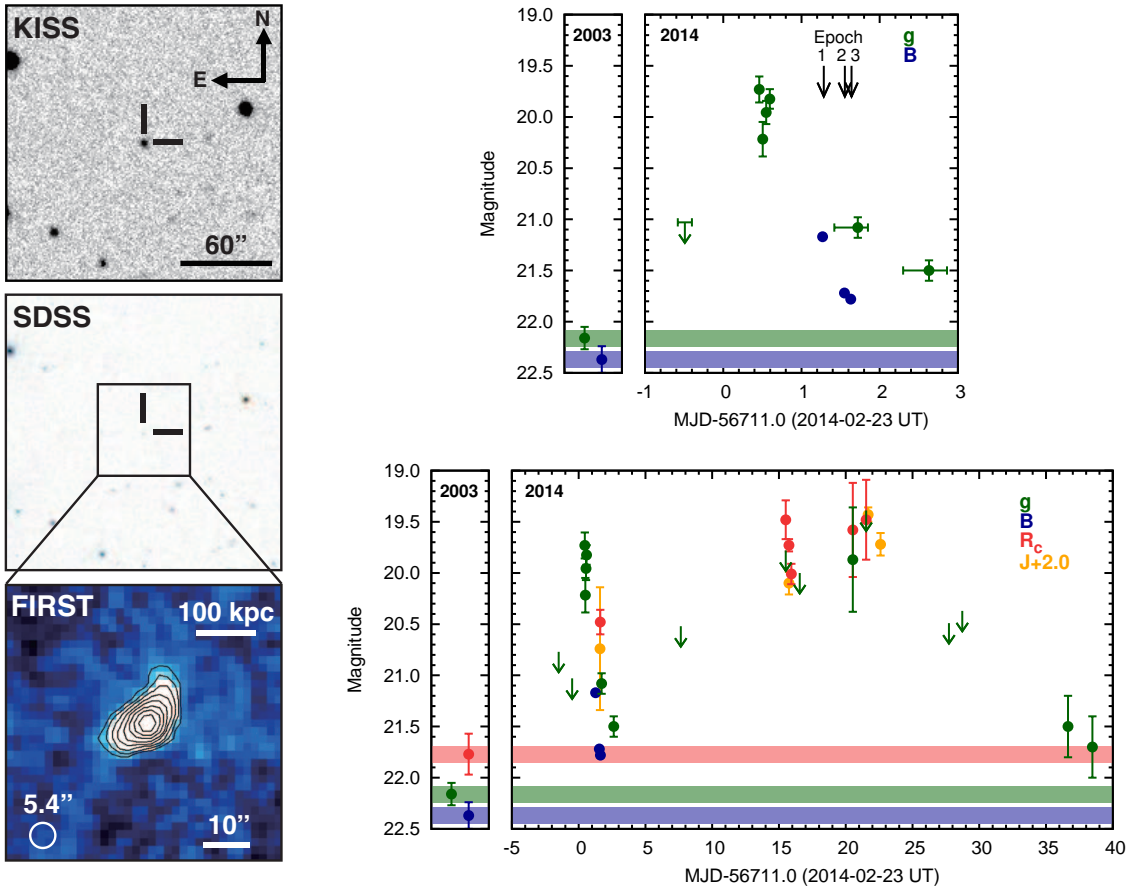 KISS
N
E
60”
SDSS
FIRST
100 kpc
5.4”
10”
2003
2014
Epoch
1 2 3
g
B
Magnitude
19.0
19.5
20.0
20.5
21.0
21.5
22.0
22.5
-1 0 1 2 3
MJD-56711.0 (2014-02-23 UT)
2003
2014
g
B
Rc
J+2.0
Magnitude
19.0
19.5
20.0
20.5
21.0
21.5
22.0
22.5
-5 0 5 10 15 20 25 30 35 40
MJD-56711.0 (2014-02-23 UT)